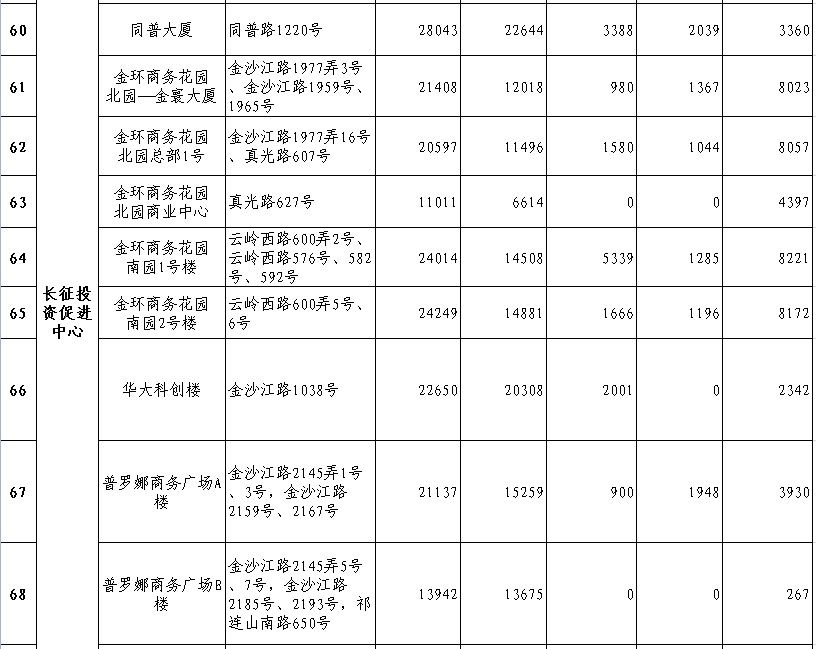 60 同普大厦 同普路1220号 28043 22644 3388 2039 3360
61 金环商务花园 金沙江路1977弄3号 21408 12018 980 1367 8023
北园—金寰大厦 、金沙江路1959号、
1965号
62 金环商务花园 金沙江路1977弄16号 20597 11496 1580 1044 8057
北园总部1号 、真光路607号
63 金环商务花园 真光路627号 11011 6614 0 0 4397
北园商业中心
64 金环商务花园 云岭西路600弄2号、 24014 14508 5339 1285 8221
南园1号楼 云岭西路576号、582
号、592号
长征投
资促进
中心
65 金环商务花园 云岭西路600弄5号、 24249 14881 1666 1196 8172
南园2号楼 6号
66 华大科创楼 金沙江路1038号 22650 20308 2001 0 2342
67 普罗娜商务广场A 金沙江路2145弄1号 21137 15259 900 1948 3930
楼 、3号，金沙江路
2159号、2167号
68 普罗娜商务广场B 金沙江路2145弄5号 13942 13675 0 0 267
楼 、7号，金沙江路
2185号、2193号，祁
连山南路650号